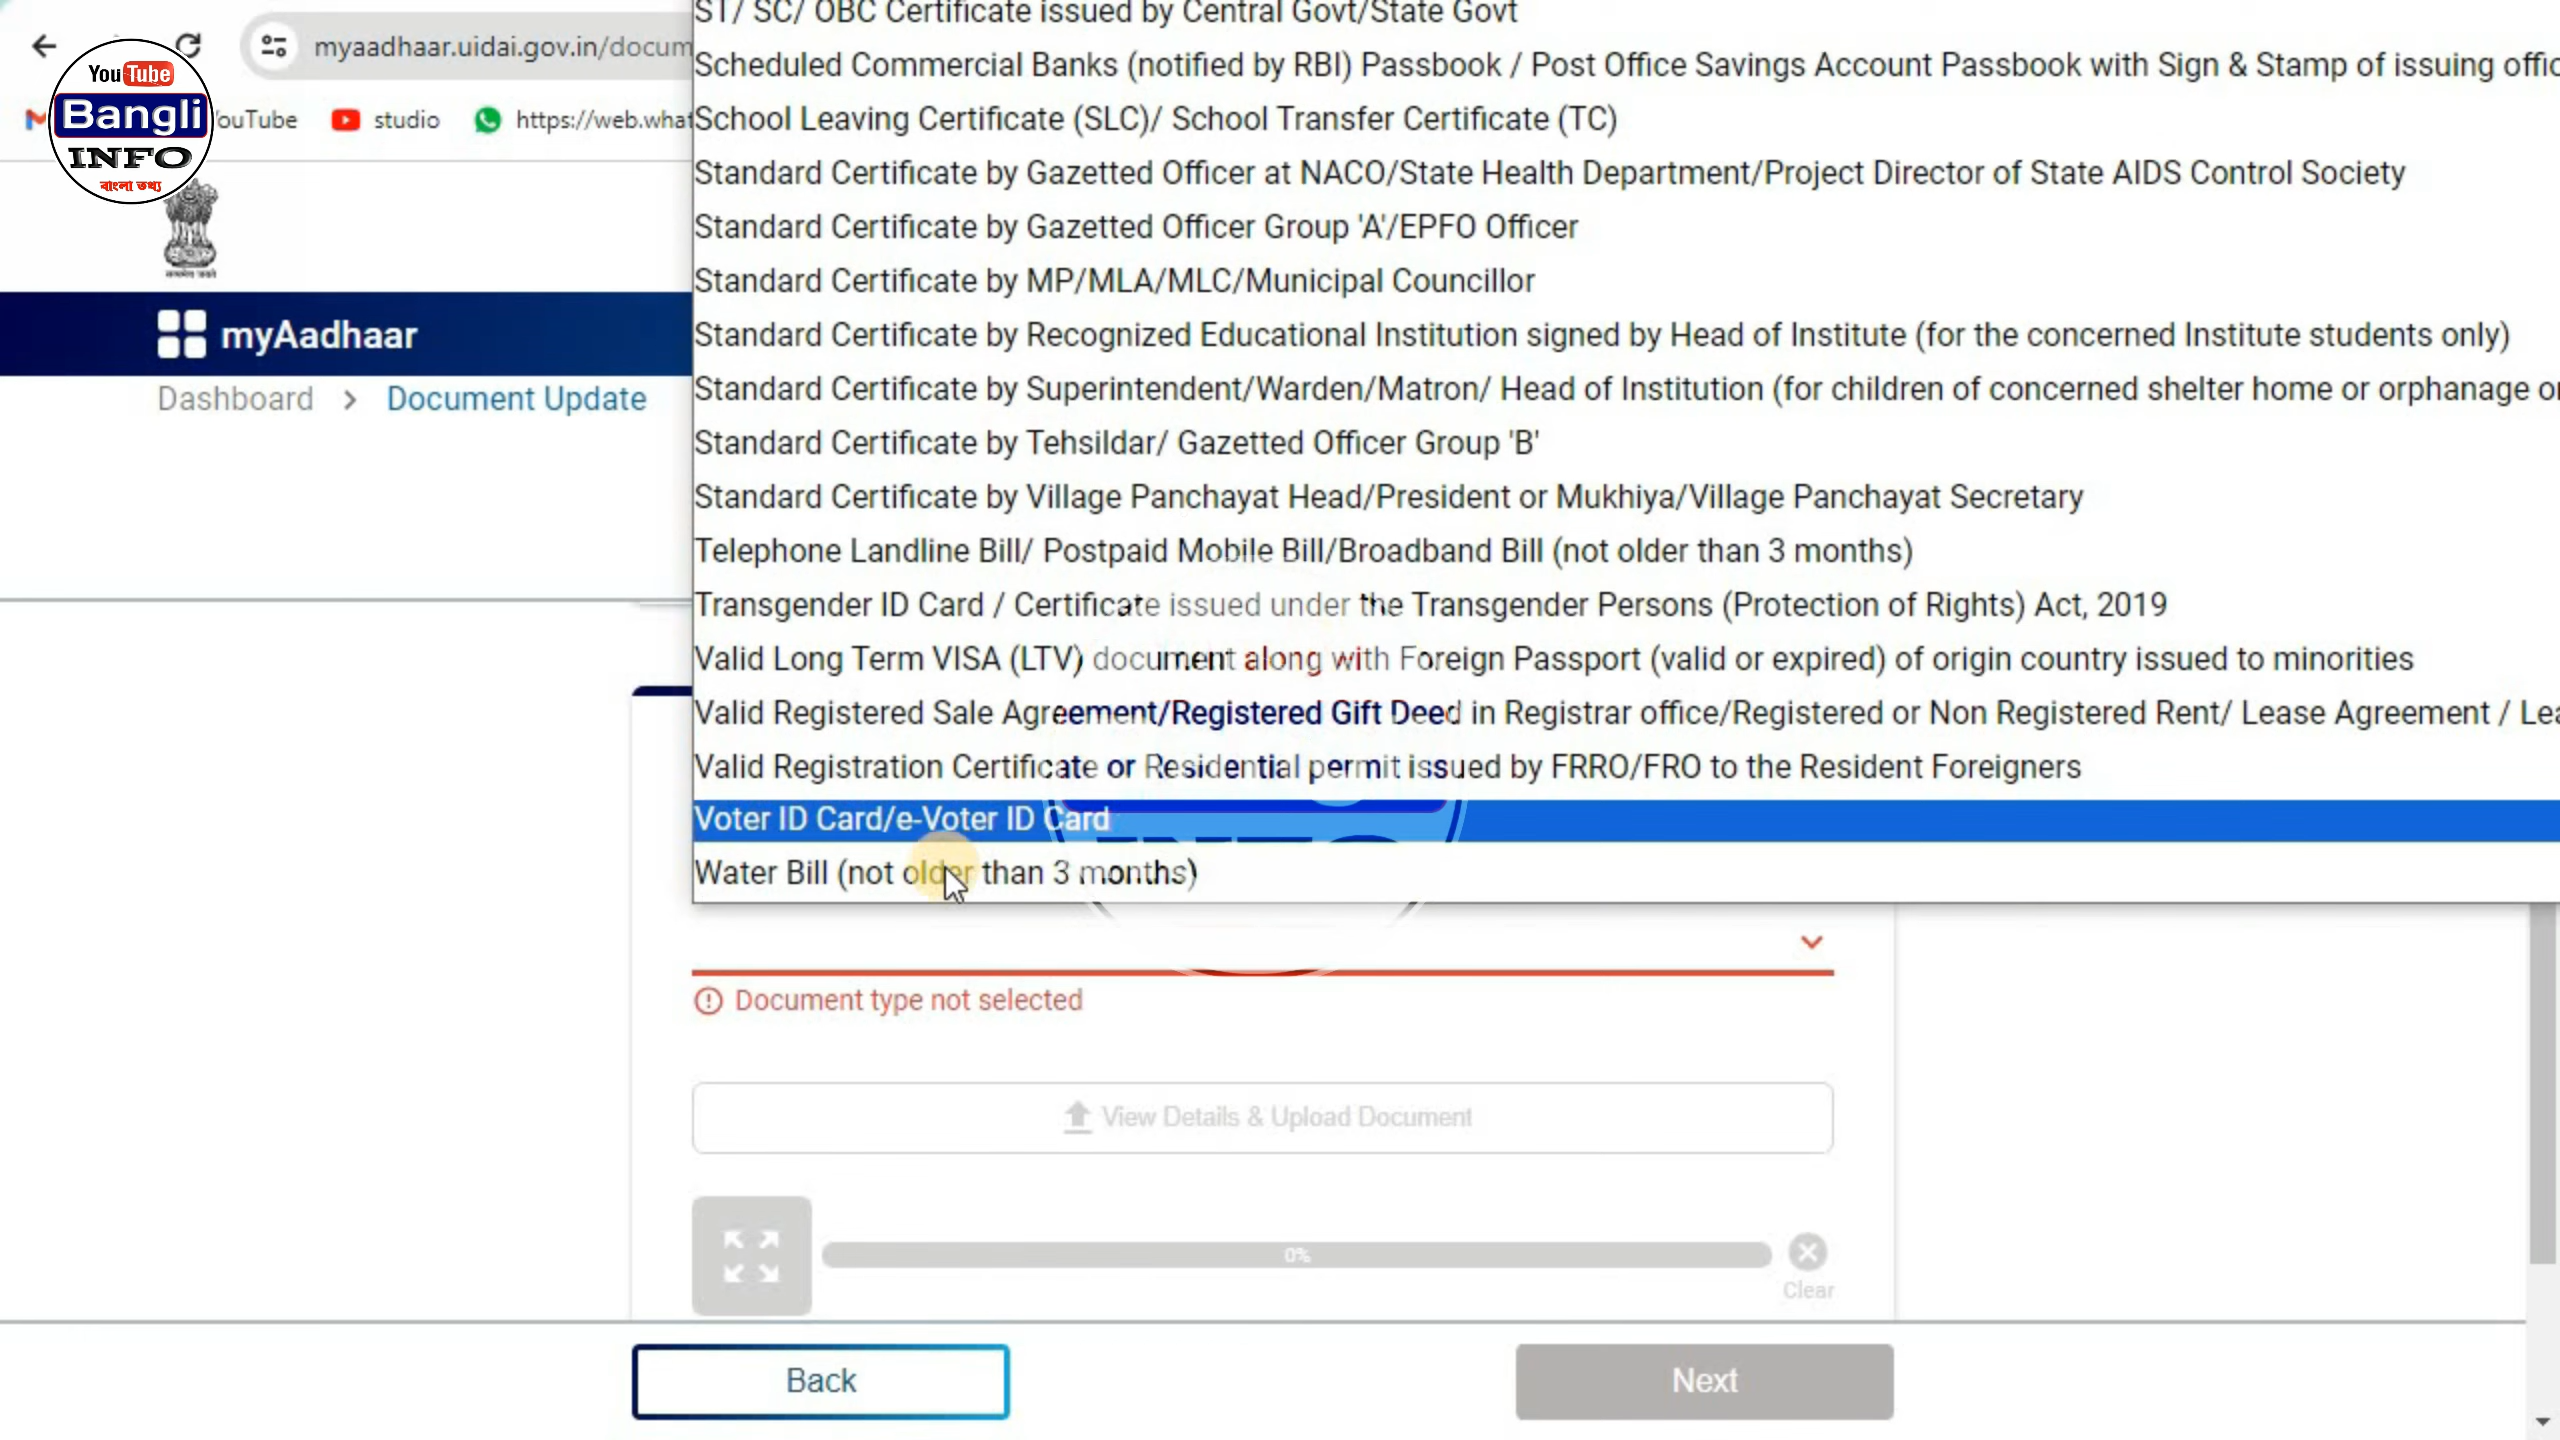 myaadhaar.uidai.gov.in/docum
YouTube
Bangli
INFO
বাংলা তথ্য
ouTube
studio
https://web.what
myAadhaar
Dashboard > Document Update
ST/ SC/ OBC Certificate issued by Central Govt/State Govt
Scheduled Commercial Banks (notified by RBI) Passbook / Post Office Savings Account Passbook with Sign & Stamp of issuing offic
School Leaving Certificate (SLC)/ School Transfer Certificate (TC)
Standard Certificate by Gazetted Officer at NACO/State Health Department/Project Director of State AIDS Control Society
Standard Certificate by Gazetted Officer Group 'A'/EPFO Officer
Standard Certificate by MP/MLA/MLC/Municipal Councillor
Standard Certificate by Recognized Educational Institution signed by Head of Institute (for the concerned Institute students only)
Standard Certificate by Superintendent/Warden/Matron/ Head of Institution (for children of concerned shelter home or orphanage o
Standard Certificate by Tehsildar/ Gazetted Officer Group 'B'
Standard Certificate by Village Panchayat Head/President or Mukhiya/Village Panchayat Secretary
Telephone Landline Bill/ Postpaid Mobile Bill/Broadband Bill (not older than 3 months)
Transgender ID Card / Certificate issued under the Transgender Persons (Protection of Rights) Act, 2019
Valid Long Term VISA (LTV) document along with Foreign Passport (valid or expired) of origin country issued to minorities
Valid Registered Sale Agreement/Registered Gift Deed in Registrar office/Registered or Non Registered Rent/ Lease Agreement / Lea
Valid Registration Certificate or Residential permit issued by FRRO/FRO to the Resident Foreigners
Voter ID Card/e-Voter ID Card
Water Bill (not older than 3 months)
Document type not selected
View Details & Upload Document
0%
Clear
Back
Next